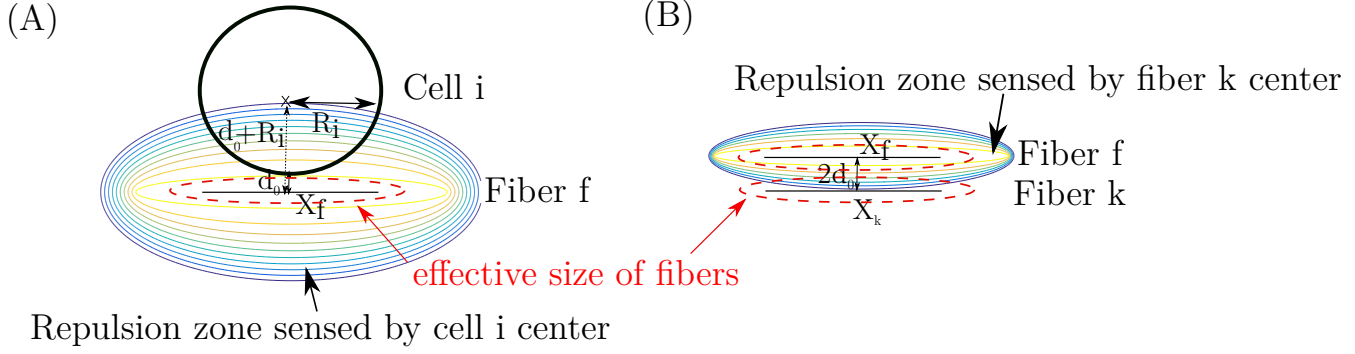 (A)
(B)
Cell i
Repulsion zone sensed by fiber k center
x
R_i
d_0+R_i
d_0
X_f
Fiber f
X_f
2d_0
Fiber f
Fiber k
X_k
effective size of fibers
Repulsion zone sensed by cell i center